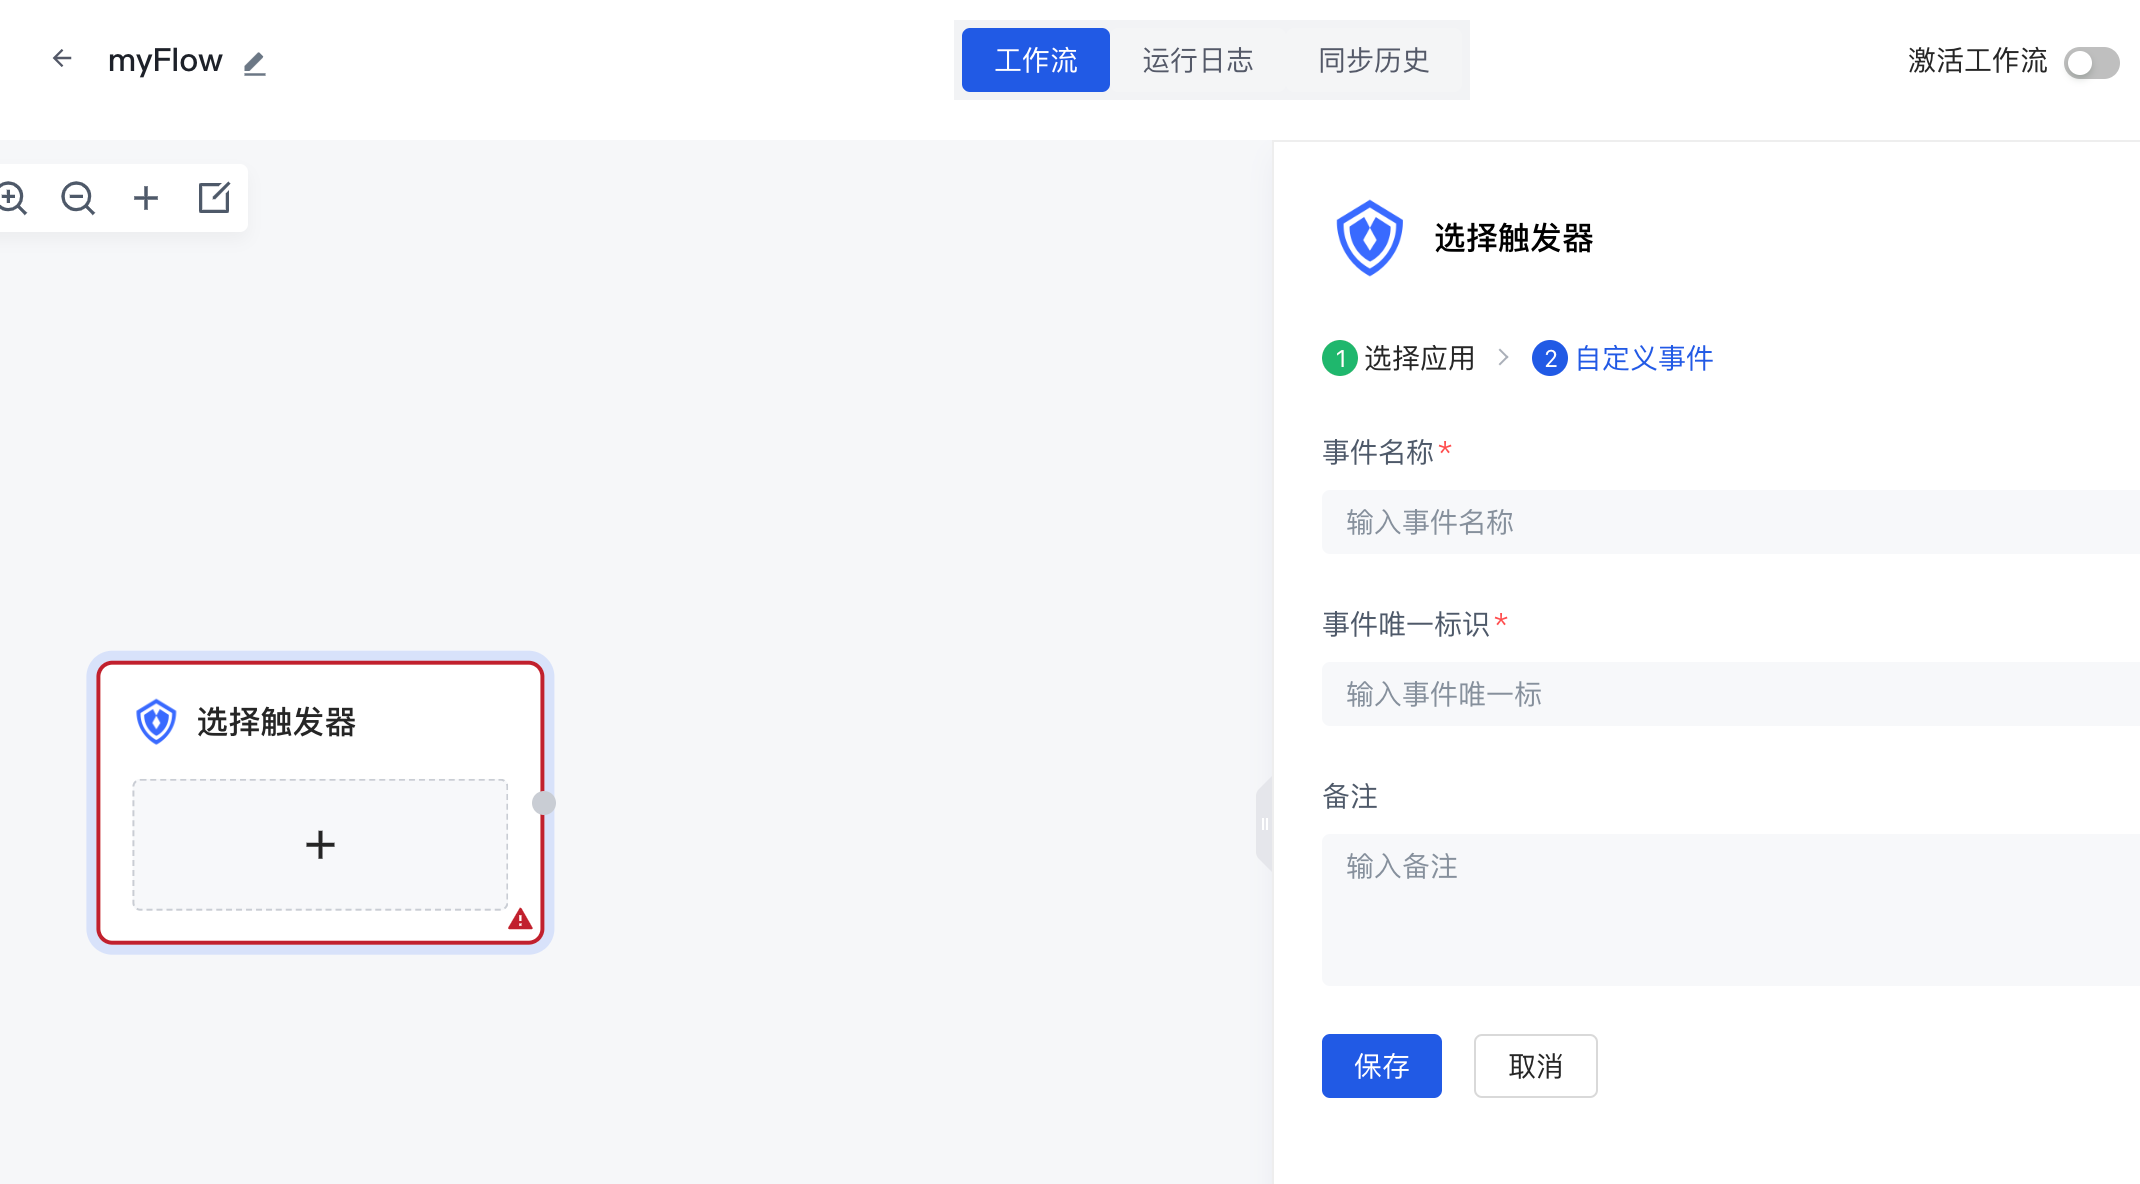 myFlow
工作流 运行日志 同步历史
激活工作流
选择触发器
选择触发器
1 选择应用 2 自定义事件
事件名称*
输入事件名称
事件唯一标识*
输入事件唯一标
备注
输入备注
保存 取消